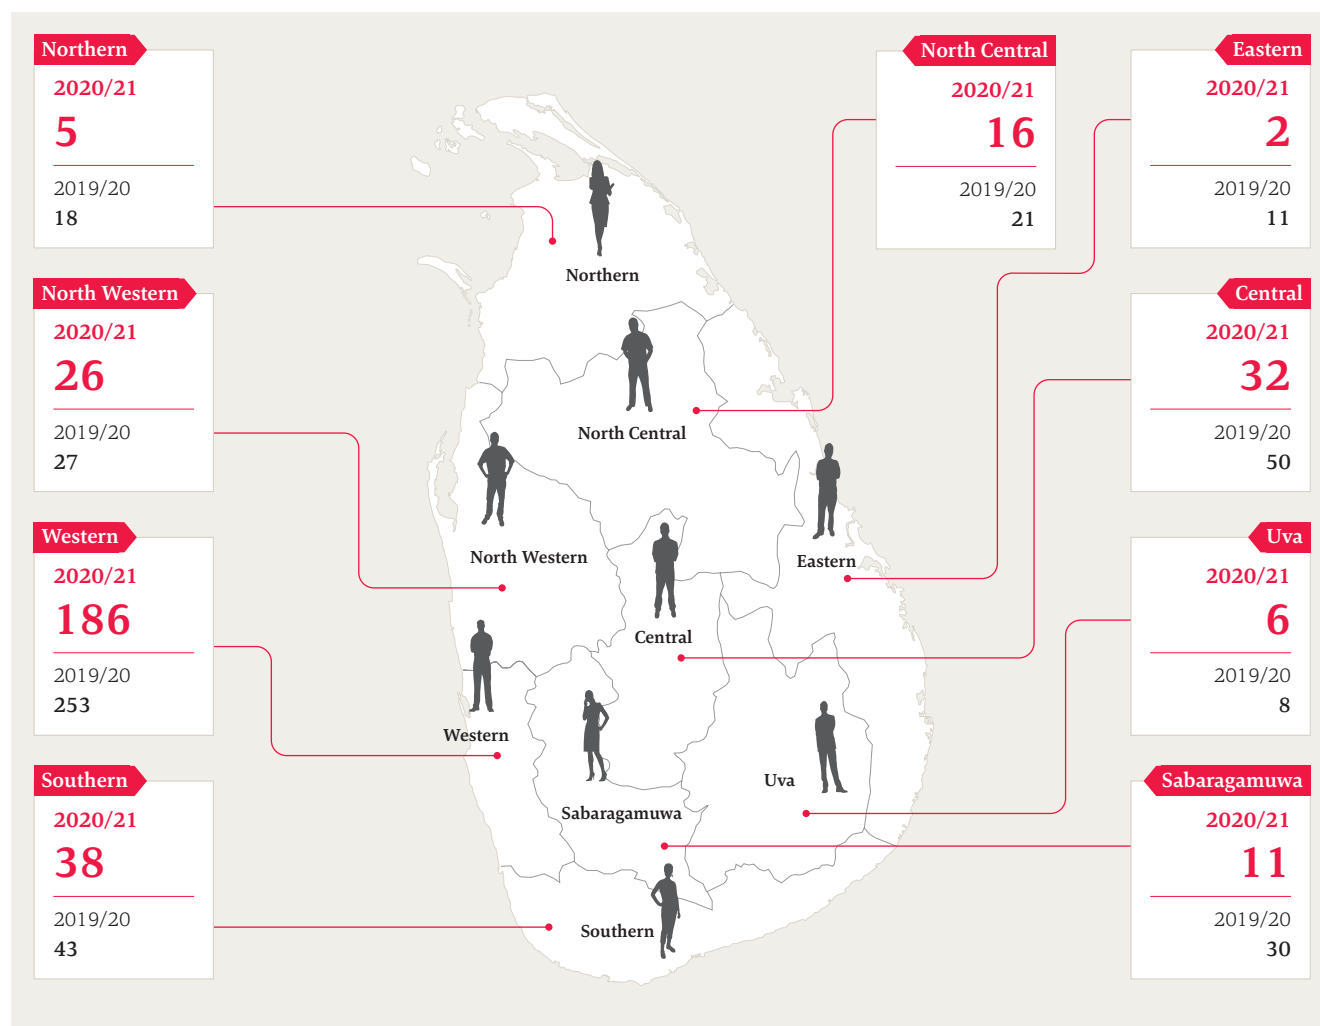 Northern
2020/21
5
2019/20
18
North Western
2020/21
26
2019/20
27
Western
2020/21
186
2019/20
253
Southern
2020/21
38
2019/20
43
Northern
North Central
North Western
Eastern
Central
Western
Uva
Sabaragamuwa
Southern
North Central
2020/21
16
2019/20
21
Eastern
2020/21
2
2019/20
11
Central
2020/21
32
2019/20
50
Uva
2020/21
6
2019/20
8
Sabaragamuwa
2020/21
11
2019/20
30